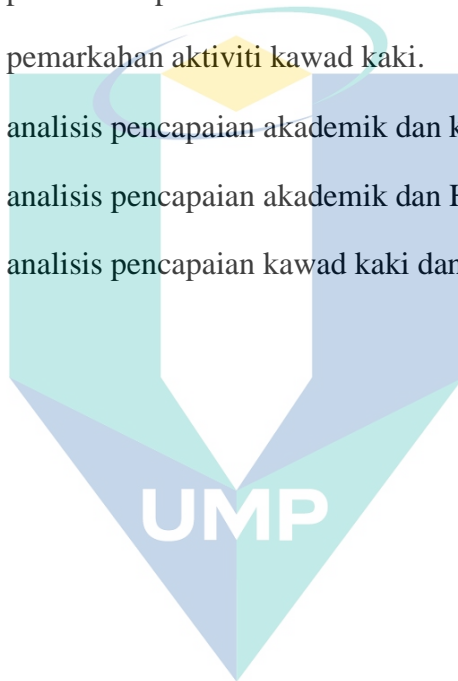 pemarkahan aktiviti kawad kaki.
analisis pencapaian akademik dan
analisis pencapaian akademik dan
analisis pencapaian kawad kaki dan
UMP